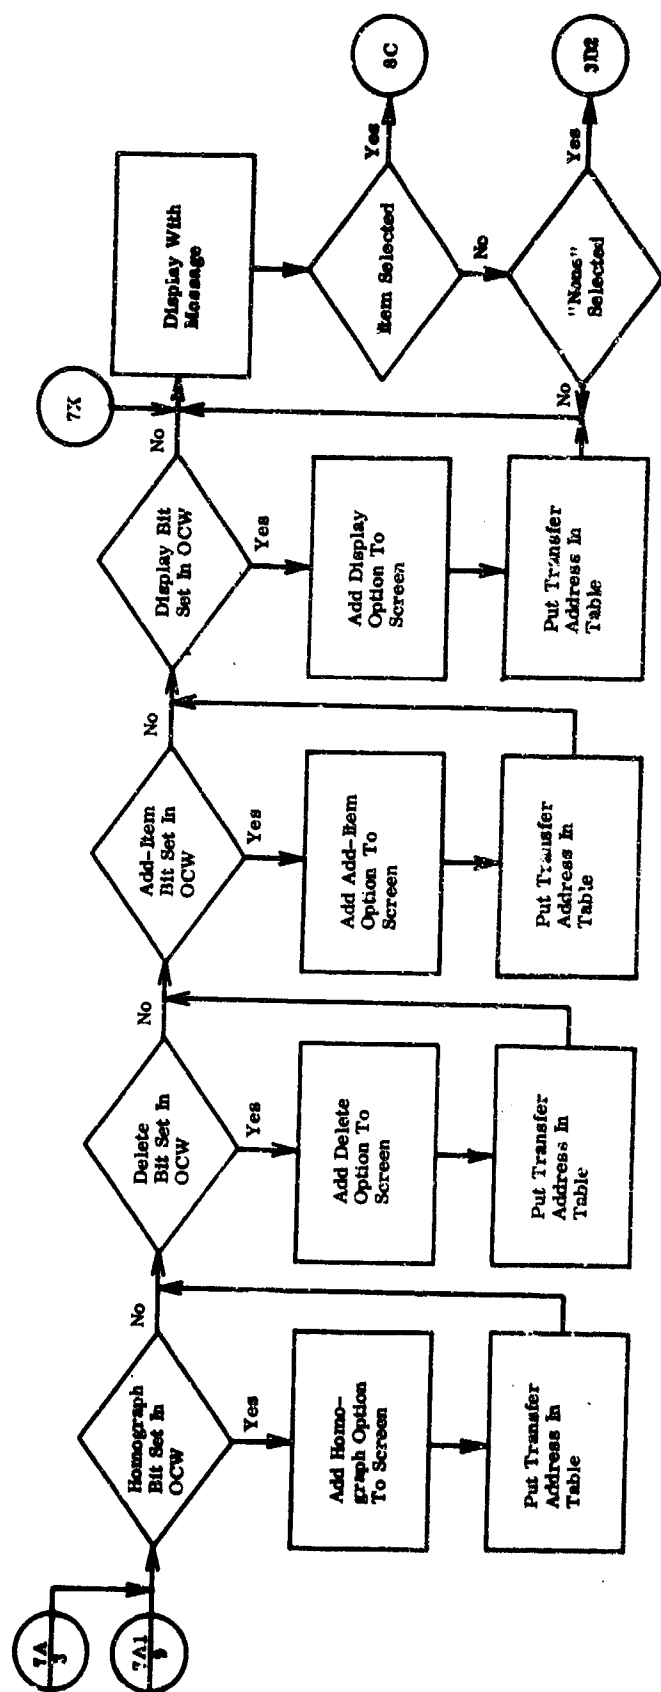 7A
3
7A1
9
Homograph
Bit Set In
OCW
No
Yes
Add Homo-
graph Option
To Screen
Put Transfer
Address In
Table
Delete
Bit Set In
OCW
No
Yes
Add Delete
Option To
Screen
Put Transfer
Address In
Table
Add-Item
Bit Set In
OCW
No
Yes
Add Add-Item
Option To
Screen
Put Transfer
Address In
Table
Display Bit
Set In OCW
No
Yes
Add Display
Option To
Screen
Put Transfer
Address In
Table
7X
Display With
Message
Item Selected
Yes
8C
No
"None"
Selected
Yes
3D2
No